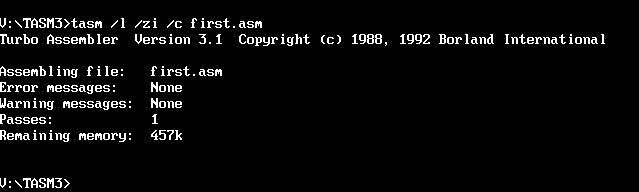 V:\TASM3>tasm /l /zi /c first.asm
Turbo Assembler  Version 3.1  Copyright (c) 1988, 1992 Borland International
Assembling file:   first.asm
Error messages:    None
Warning messages:  None
Passes:            1
Remaining memory:  457k
V:\TASM3>